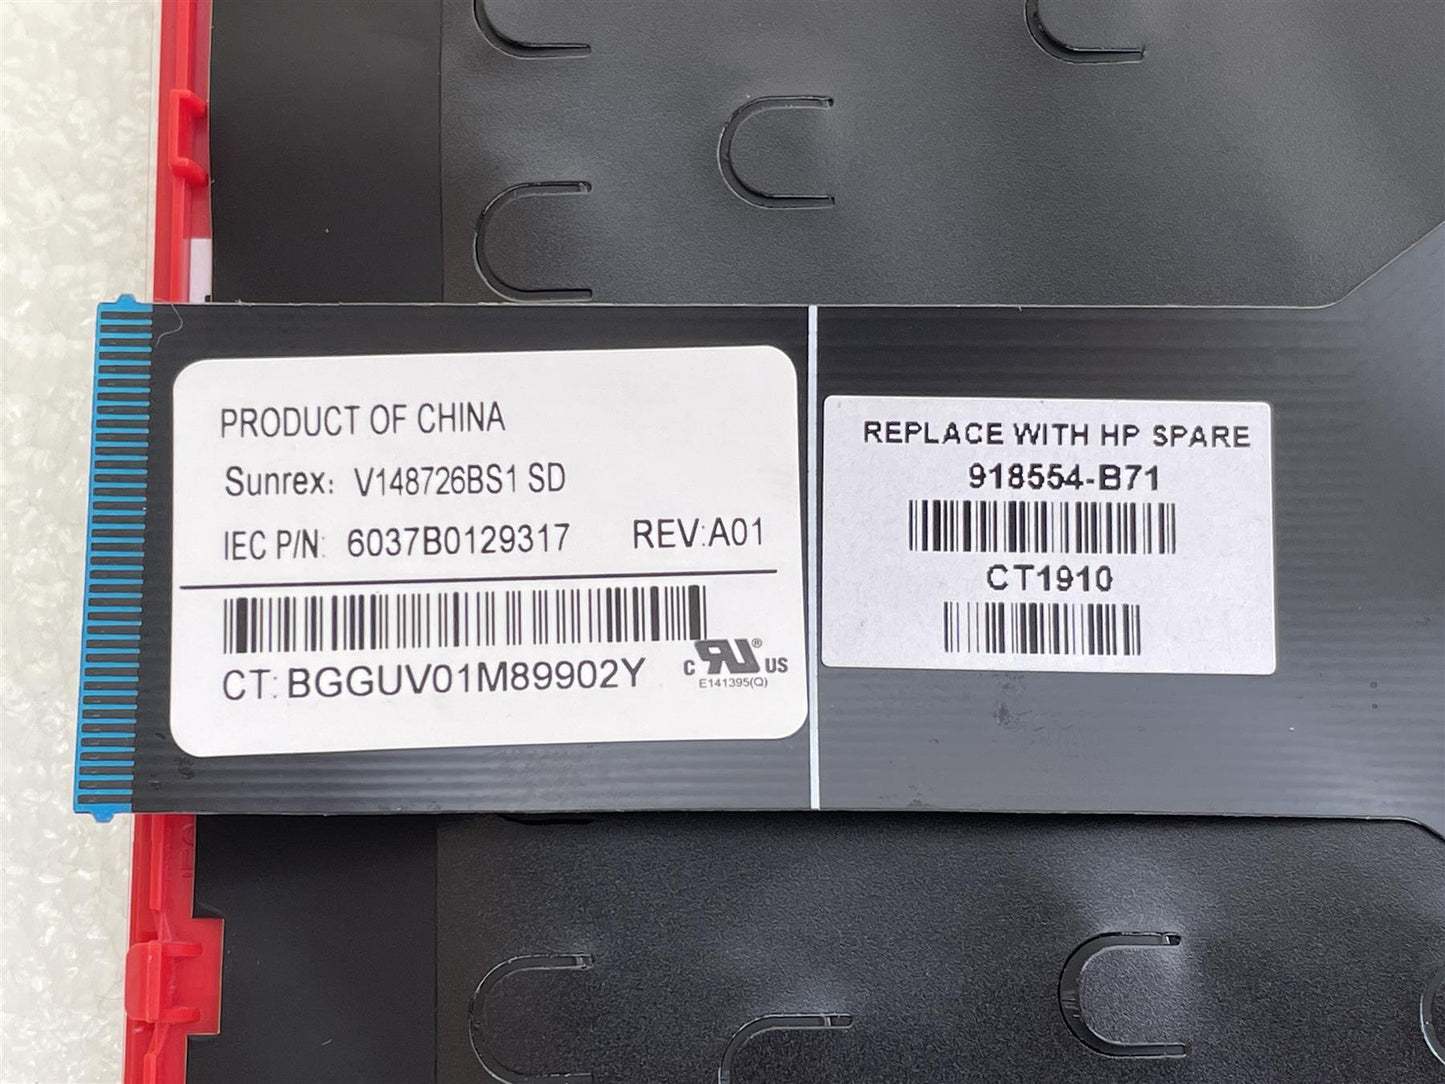 PRODUCT OF CHINA
Sunrex: V148726BS1 SD
IEC P/N: 6037B0129317 REV:A01
CT: BGGUV01M89902Y
c RU ® US
E141395(Q)
REPLACE WITH HP SPARE
918554-B71
CT1910